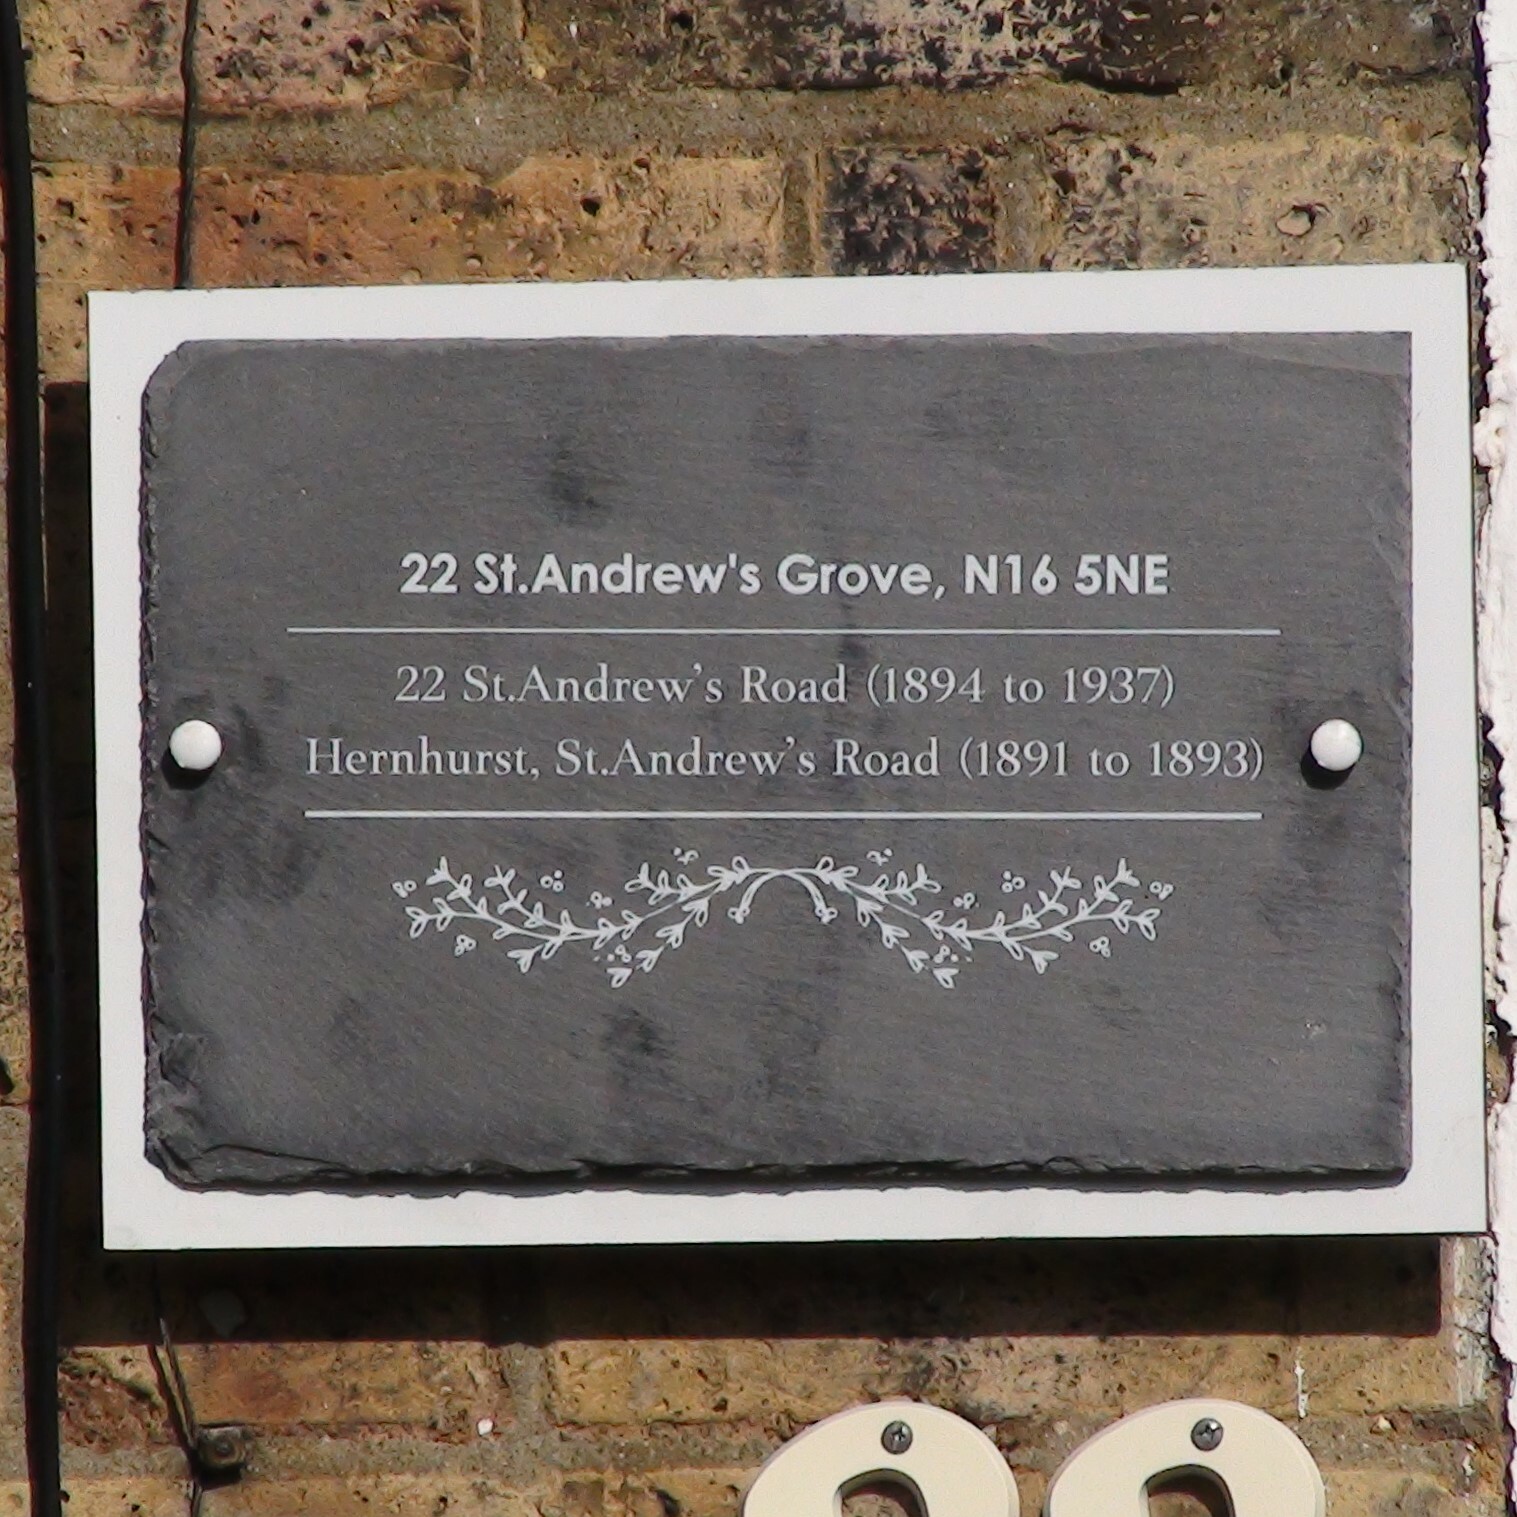 22 St.Andrew's Grove, N16 5NE
22 St.Andrew's Road (1894 to 1937)
Hernhurst, St.Andrew's Road (1891 to 1893)